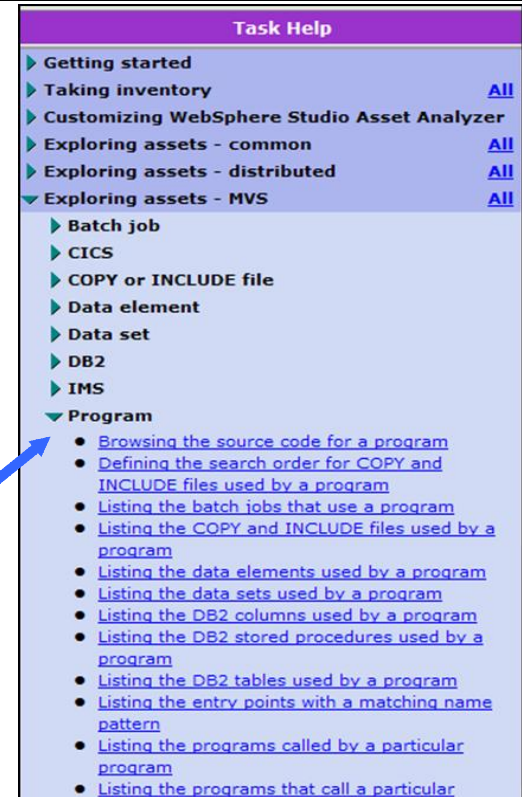 Task Help
Getting started
Taking inventory All
Customizing WebSphere Studio Asset Analyzer
Exploring assets - common All
Exploring assets - distributed All
Exploring assets - MVS All
Batch job
CICS
COPY or INCLUDE file
Data element
Data set
DB2
IMS
Program
Browsing the source code for a program
Defining the search order for COPY and
INCLUDE files used by a program
Listing the batch jobs that use a program
Listing the COPY and INCLUDE files used by a
program
Listing the data elements used by a program
Listing the data sets used by a program
Listing the DB2 columns used by a program
Listing the DB2 stored procedures used by a
program
Listing the DB2 tables used by a program
Listing the entry points with a matching name
pattern
Listing the programs called by a particular
program
Listing the programs that call a particular